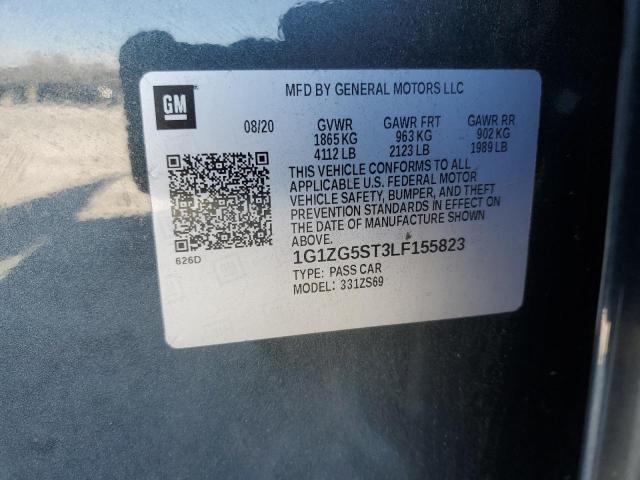 GM
MFD BY GENERAL MOTORS LLC
08/20 GVWR GAWR FRT GAWR RR
1865 KG 963 KG 902 KG
4112 LB 2123 LB 1989 LB
THIS VEHICLE CONFORMS TO ALL
APPLICABLE U.S. FEDERAL MOTOR
VEHICLE SAFETY, BUMPER, AND THEFT
PREVENTION STANDARDS IN EFFECT ON
THE DATE OF MANUFACTURE SHOWN
ABOVE.
626D
1G1ZG5ST3LF155823
TYPE: PASS CAR
MODEL: 331ZS69